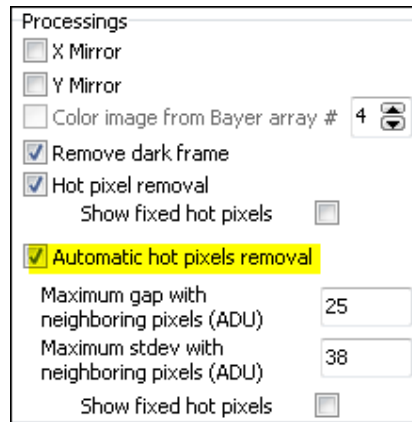 Processings
X Mirror
Y Mirror
Color image from Bayer array # 4
Remove dark frame
Hot pixel removal
Show fixed hot pixels
Automatic hot pixels removal
Maximum gap with
neighboring pixels (ADU) 25
Maximum stdev with
neighboring pixels (ADU) 38
Show fixed hot pixels